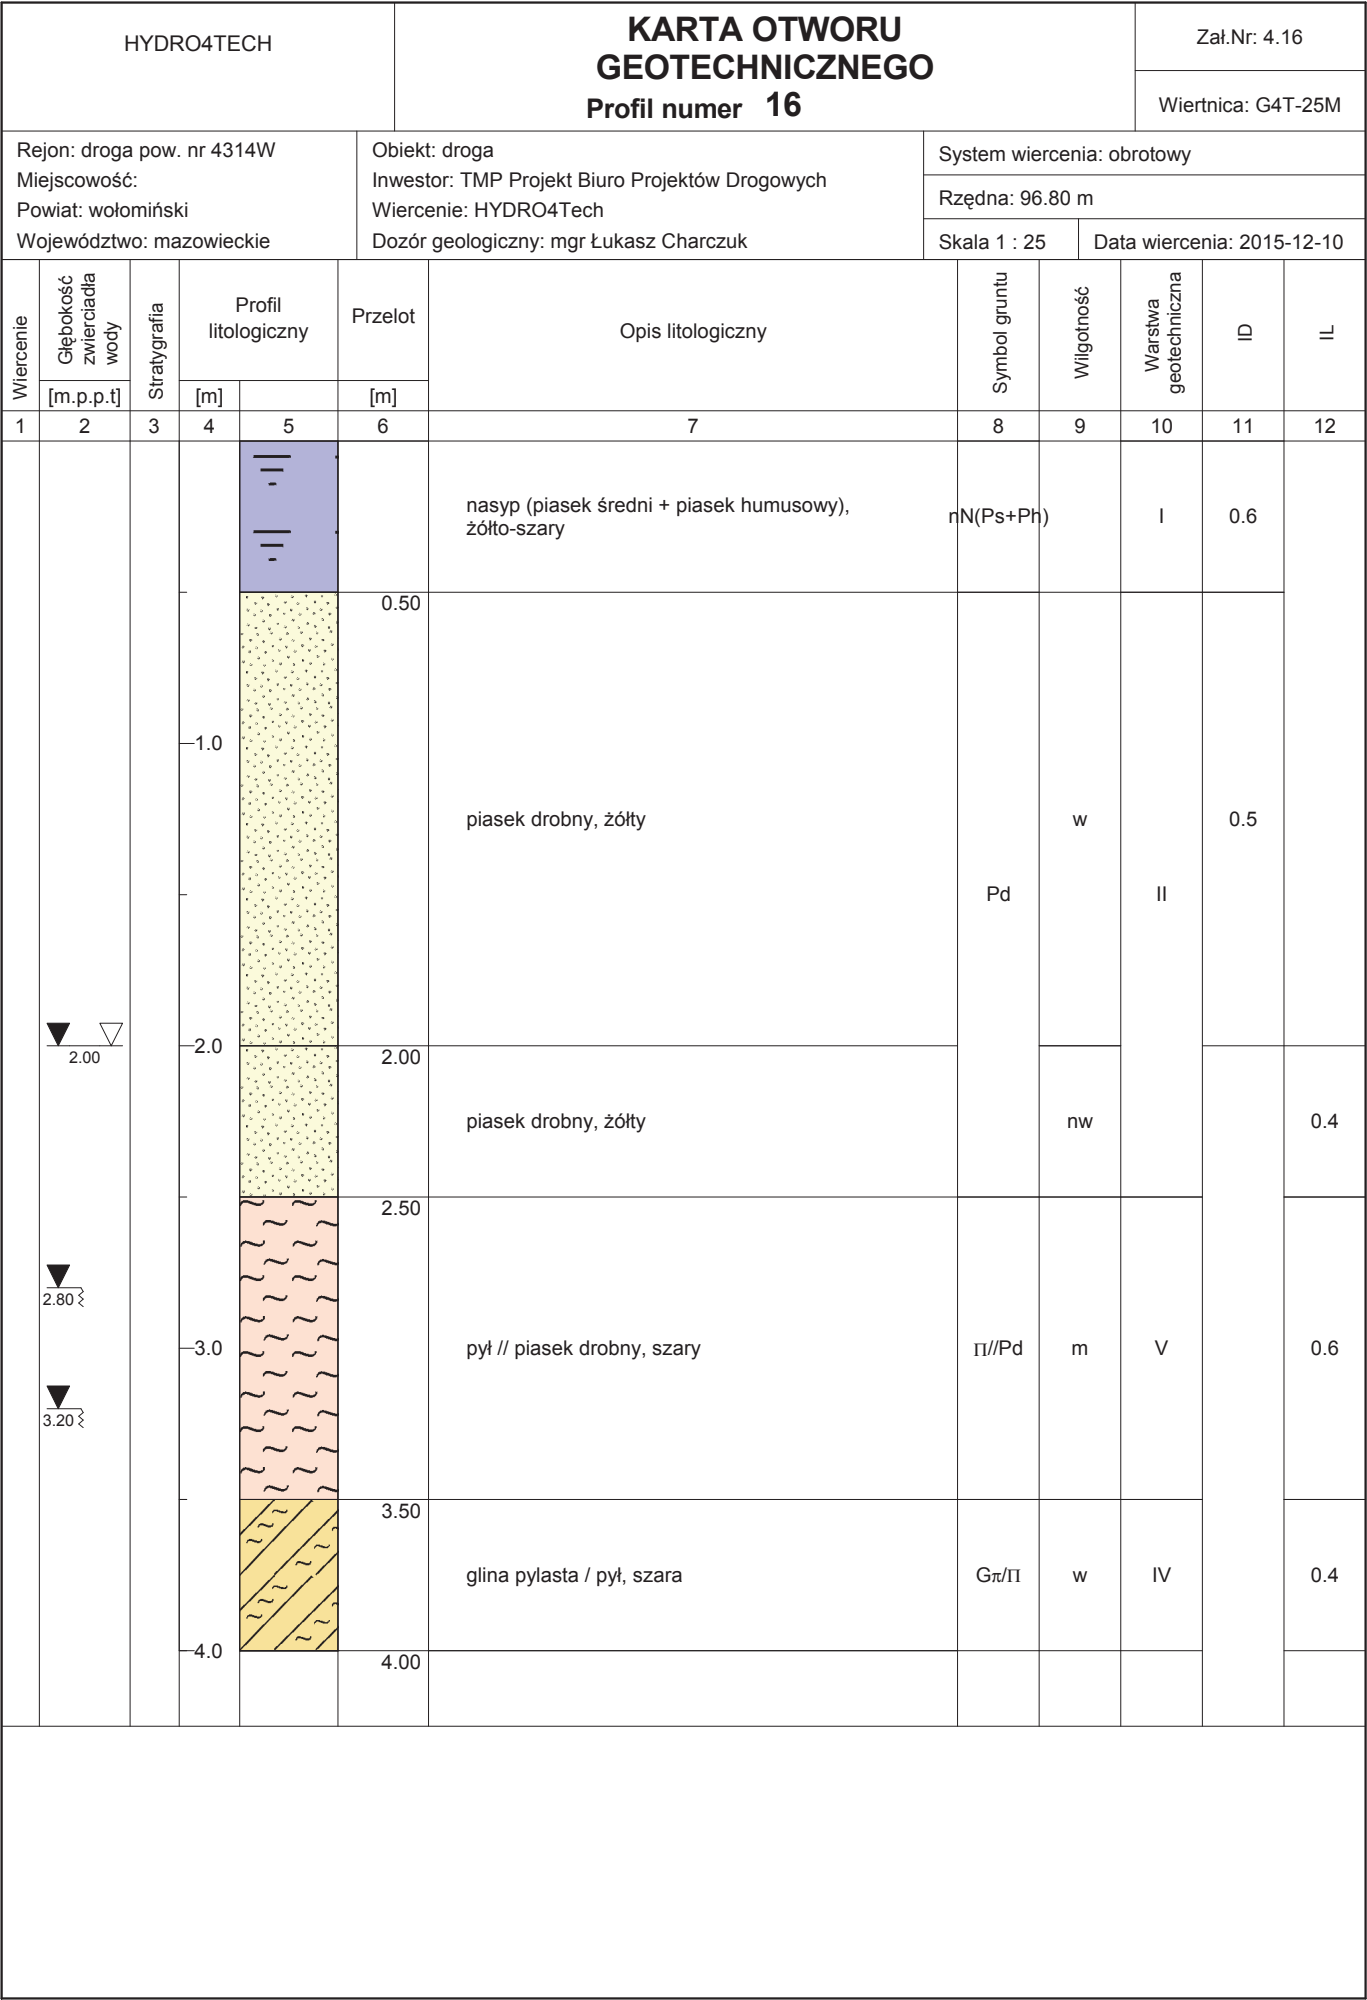 HYDRO4TECH
KARTA OTWORU
GEOTECHNICZNEGO
Profil numer 16
Zał.Nr: 4.16
Wiertnica: G4T-25M
Rejon: droga pow. nr 4314W
Miejscowość:
Powiat: wołomiński
Województwo: mazowieckie
Obiekt: droga
Inwestor: TMP Projekt Biuro Projektów Drogowych
Wiercenie: HYDRO4Tech
Dozór geologiczny: mgr Łukasz Charczuk
System wiercenia: obrotowy
Rzędna: 96.80 m
Skala 1 : 25
Data wiercenia: 2015-12-10
Wiercenie
Głębokość
zwierciadła
wody
[m.p.p.t]
Stratygrafia
Profil
litologiczny
[m]
Przelot
[m]
Opis litologiczny
Symbol gruntu
Wilgotność
Warstwa
geotechniczna
ID
IL
1 2 3 4 5 6 7 8 9 10 11 12
nasyp (piasek średni + piasek humusowy),
żółto-szary
nN(Ps+Ph)
I
0.6
0.50
1.0
piasek drobny, żółty
w
0.5
Pd
II
2.00
2.0
2.00
piasek drobny, żółty
nw
0.4
2.50
2.80
3.0
pył // piasek drobny, szary
Π//Pd
m
V
0.6
3.20
3.50
glina pylasta / pył, szara
Gπ/Π
w
IV
0.4
4.0
4.00